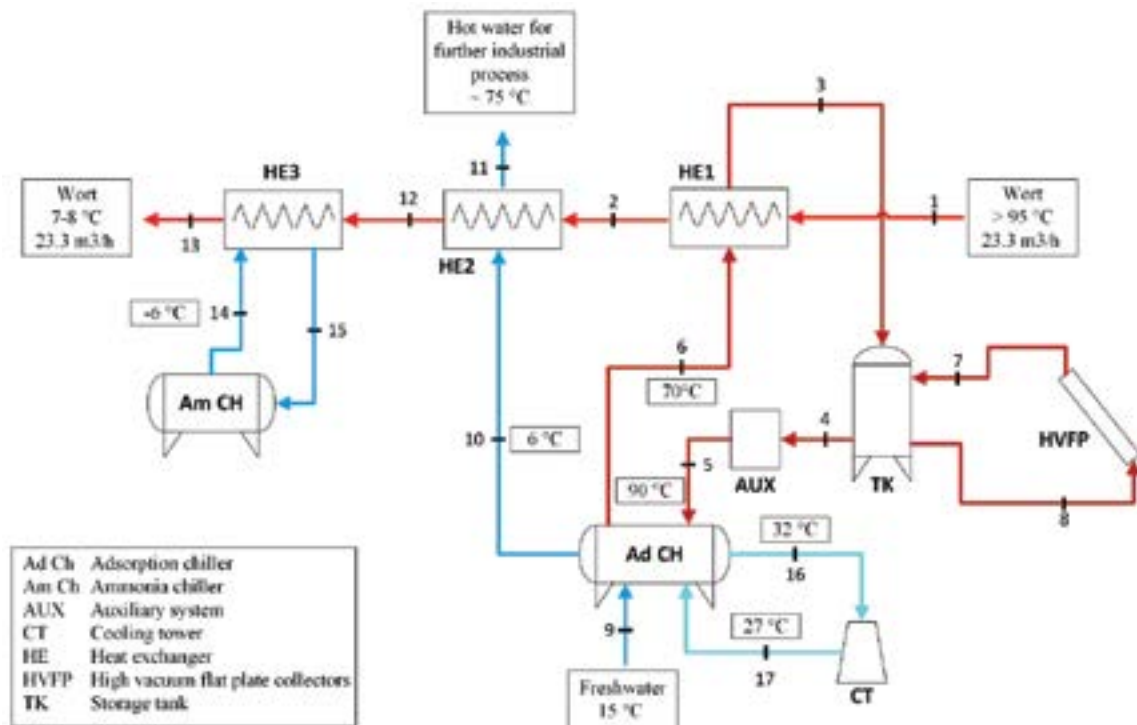 Hot water for
further industrial
process
~ 75 °C
3
11
HE3
HE1
Wort
7-8 °C
23.3 m3/h
12
2
1
Wort
> 95 °C
23.3 m3/h
13
HE2
-6 °C
14
15
6
70°C
7
Am CH
10
6 °C
4
HVFP
5
AUX
TK
90 °C
8
Ad CH
32 °C
16
9
27 °C
17
CT
Freshwater
15 °C
Ad Ch Adsorption chiller
Am Ch Ammonia chiller
AUX Auxiliary system
CT Cooling tower
HE Heat exchanger
HVFP High vacuum flat plate collectors
TK Storage tank